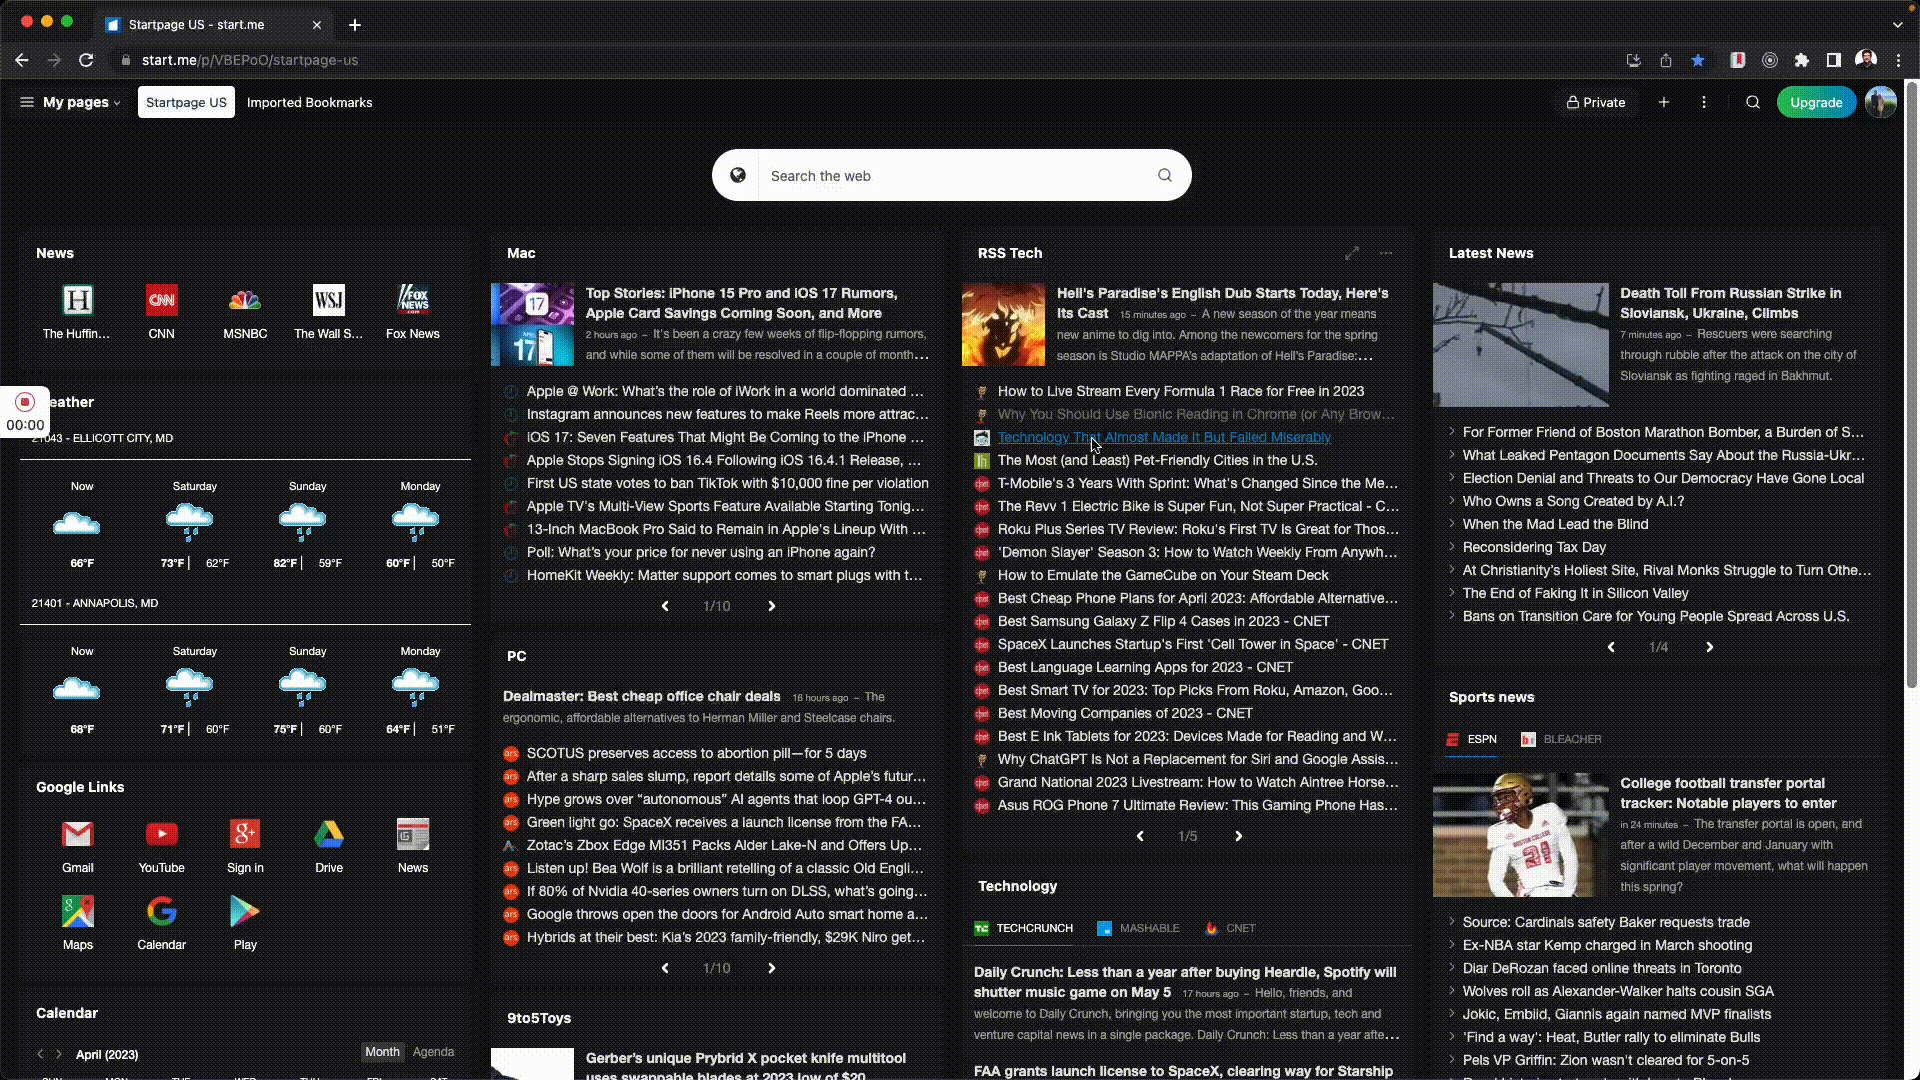 Startpage US - start.me
start.me/p/VBEPoO/startpage-us
My pages
Startpage US
Imported Bookmarks
Private
Upgrade
Search the web
News
The Huffin...
CNN
MSNBC
The Wall S...
Fox News
00:00
eather
21043 - ELLICOTT CITY, MD
Now
Saturday
Sunday
Monday
66°F
73°F 62°F
82°F 59°F
60°F 50°F
21401 - ANNAPOLIS, MD
Now
Saturday
Sunday
Monday
68°F
71°F 60°F
75°F 60°F
64°F 51°F
Google Links
Gmail
YouTube
Sign in
Drive
News
Maps
Calendar
Play
Calendar
April (2023)
Month
Agenda
Mac
Top Stories: iPhone 15 Pro and iOS 17 Rumors,
Apple Card Savings Coming Soon, and More
2 hours ago – It's been a crazy few weeks of flip-flopping rumors,
and while some of them will be resolved in a couple of month...
Apple @ Work: What's the role of iWork in a world dominated ...
Instagram announces new features to make Reels more attrac...
iOS 17: Seven Features That Might Be Coming to the iPhone ...
Apple Stops Signing iOS 16.4 Following iOS 16.4.1 Release, ...
First US state votes to ban TikTok with $10,000 fine per violation
Apple TV's Multi-View Sports Feature Available Starting Tonig...
13-Inch MacBook Pro Said to Remain in Apple's Lineup With ...
Poll: What's your price for never using an iPhone again?
HomeKit Weekly: Matter support comes to smart plugs with t...
1/10
PC
Dealmaster: Best cheap office chair deals 16 hours ago – The
ergonomic, affordable alternatives to Herman Miller and Steelcase chairs.
SCOTUS preserves access to abortion pill—for 5 days
After a sharp sales slump, report details some of Apple's futur...
Hype grows over "autonomous" AI agents that loop GPT-4 ou...
Green light go: SpaceX receives a launch license from the FA...
Zotac's Zbox Edge MI351 Packs Alder Lake-N and Offers Up...
Listen up! Bea Wolf is a brilliant retelling of a classic Old Engli...
If 80% of Nvidia 40-series owners turn on DLSS, what's going...
Google throws open the doors for Android Auto smart home a...
Hybrids at their best: Kia's 2023 family-friendly, $29K Niro get...
1/10
9to5Toys
Gerber's unique Prybrid X pocket knife multitool
uses swappable blades at 2023 low of $20
RSS Tech
Hell's Paradise's English Dub Starts Today, Here's
Its Cast 15 minutes ago – A new season of the year means
new anime to dig into. Among the newcomers for the spring
season is Studio MAPPA's adaptation of Hell's Paradise:...
How to Live Stream Every Formula 1 Race for Free in 2023
Why You Should Use Bionic Reading in Chrome (or Any Brow...
Technology That Almost Made It But Failed Miserably
The Most (and Least) Pet-Friendly Cities in the U.S.
T-Mobile's 3 Years With Sprint: What's Changed Since the Me...
The Revv 1 Electric Bike is Super Fun, Not Super Practical - C...
Roku Plus Series TV Review: Roku's First TV Is Great for Thos...
'Demon Slayer' Season 3: How to Watch Weekly From Anywh...
How to Emulate the GameCube on Your Steam Deck
Best Cheap Phone Plans for April 2023: Affordable Alternative...
Best Samsung Galaxy Z Flip 4 Cases in 2023 - CNET
SpaceX Launches Startup's First 'Cell Tower in Space' - CNET
Best Language Learning Apps for 2023 - CNET
Best Smart TV for 2023: Top Picks From Roku, Amazon, Goo...
Best Moving Companies of 2023 - CNET
Best E Ink Tablets for 2023: Devices Made for Reading and W...
Why ChatGPT Is Not a Replacement for Siri and Google Assis...
Grand National 2023 Livestream: How to Watch Aintree Horse...
Asus ROG Phone 7 Ultimate Review: This Gaming Phone Has...
1/5
Technology
TECHCRUNCH
MASHABLE
CNET
Daily Crunch: Less than a year after buying Heardle, Spotify will
shutter music game on May 5 17 hours ago – Hello, friends, and
welcome to Daily Crunch, bringing you the most important startup, tech and
venture capital news in a single package. Daily Crunch: Less than a year afte...
FAA grants launch license to SpaceX, clearing way for Starship
Latest News
Death Toll From Russian Strike in
Sloviansk, Ukraine, Climbs
7 minutes ago – Rescuers were searching
through rubble after the attack on the city of
Sloviansk as fighting raged in Bakhmut.
For Former Friend of Boston Marathon Bomber, a Burden of S...
What Leaked Pentagon Documents Say About the Russia-Ukr...
Election Denial and Threats to Our Democracy Have Gone Local
Who Owns a Song Created by A.I.?
When the Mad Lead the Blind
Reconsidering Tax Day
At Christianity's Holiest Site, Rival Monks Struggle to Turn Othe...
The End of Faking It in Silicon Valley
Bans on Transition Care for Young People Spread Across U.S.
1/4
Sports news
ESPN
BLEACHER
College football transfer portal
tracker: Notable players to enter
in 24 minutes – The transfer portal is open, and
after a wild December and January with
significant player movement, what will happen
this spring?
Source: Cardinals safety Baker requests trade
Ex-NBA star Kemp charged in March shooting
Diar DeRozan faced online threats in Toronto
Wolves roll as Alexander-Walker halts cousin SGA
Jokic, Embiid, Giannis again named MVP finalists
'Find a way': Heat, Butler rally to eliminate Bulls
Pels VP Griffin: Zion wasn't cleared for 5-on-5